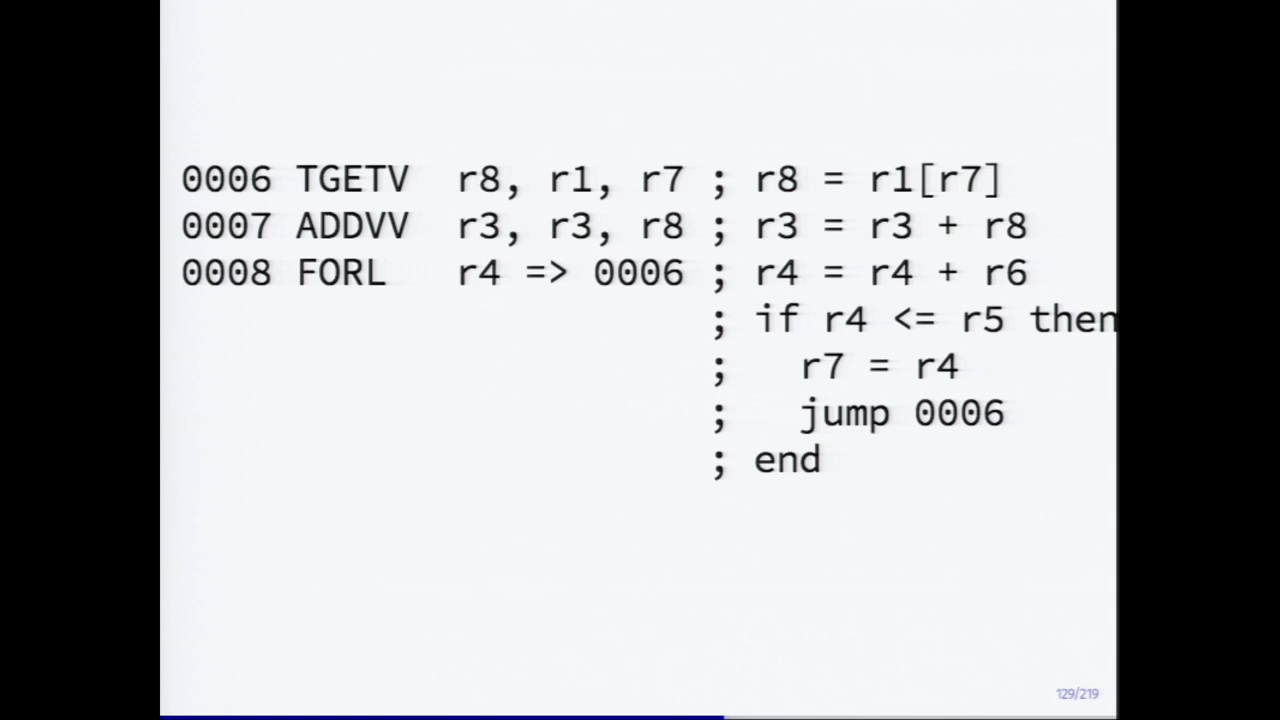 0006 TGETV  r8, r1, r7 ; r8 = r1[r7]
0007 ADDVV  r3, r3, r8 ; r3 = r3 + r8
0008 FORL   r4 => 0006 ; r4 = r4 + r6
; if r4 <= r5 then
;   r7 = r4
;   jump 0006
; end
129/219